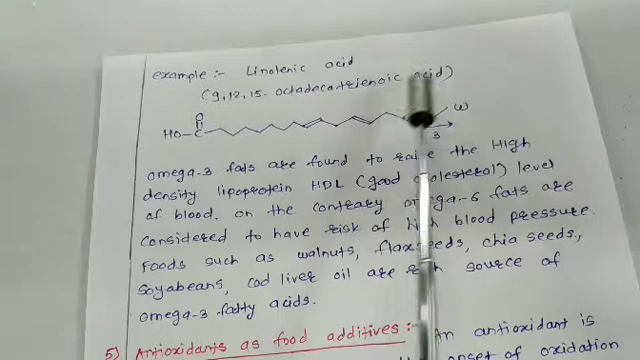 example :- Linolenic acid
(9,12,15- octadecatrienoic acid)
O
HO-C ω
3
omega-3 fats are found to raise the High
density lipoprotein HDL (good cholesterol) level
of blood. on the contrary omega-6 fats are
considered to have risk of high blood pressure.
Foods such as walnuts, flaxseeds, chia seeds,
soyabeans, cod liver oil are rich source of
omega-3 fatty acids.
5) Antioxidants as food additives :- An antioxidant is
onset of oxidation